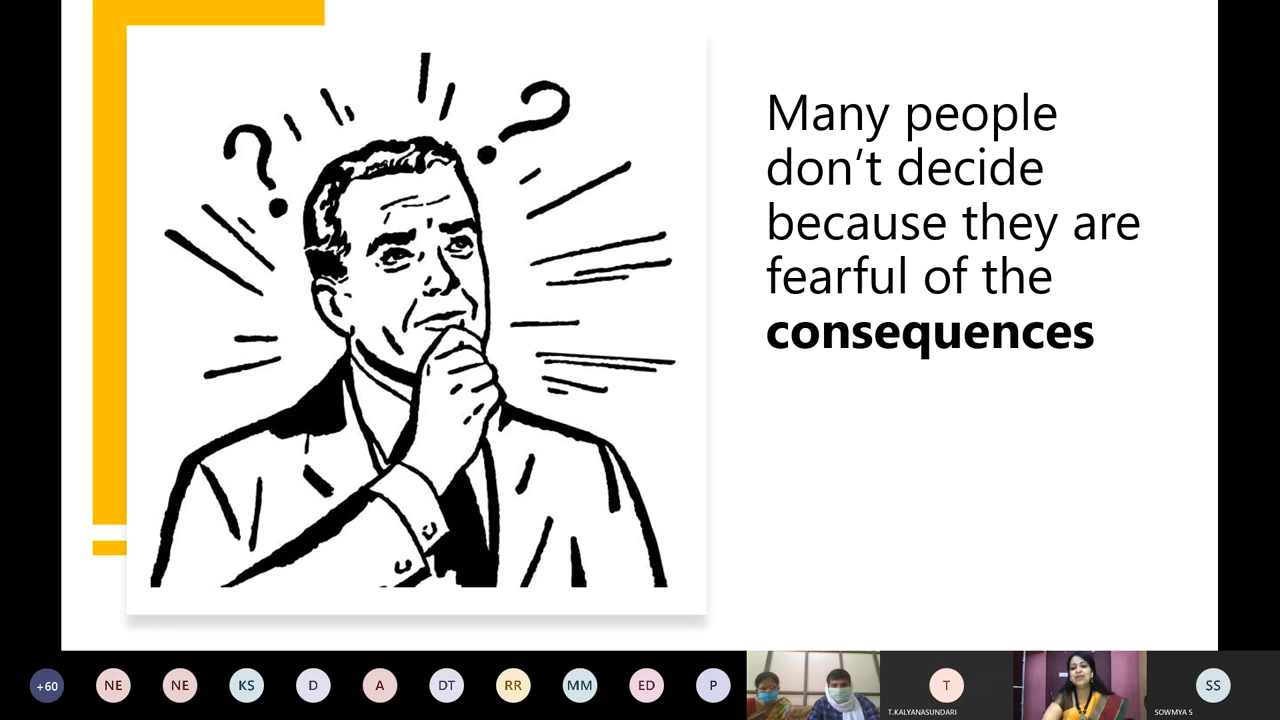 Many people
don’t decide
because they are
fearful of the
consequences
+60
NE
NE
KS
D
A
DT
RR
MM
ED
P
T
T.KALYANASUNDARI
SS
SOWMYA S